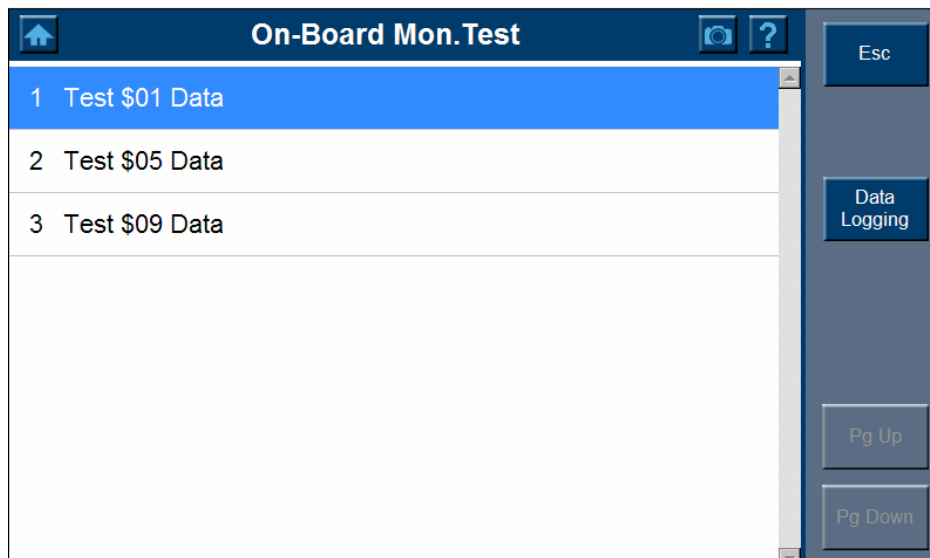 On-Board Mon.Test
?
Esc
1 Test $01 Data
2 Test $05 Data
3 Test $09 Data
Data
Logging
Pg Up
Pg Down